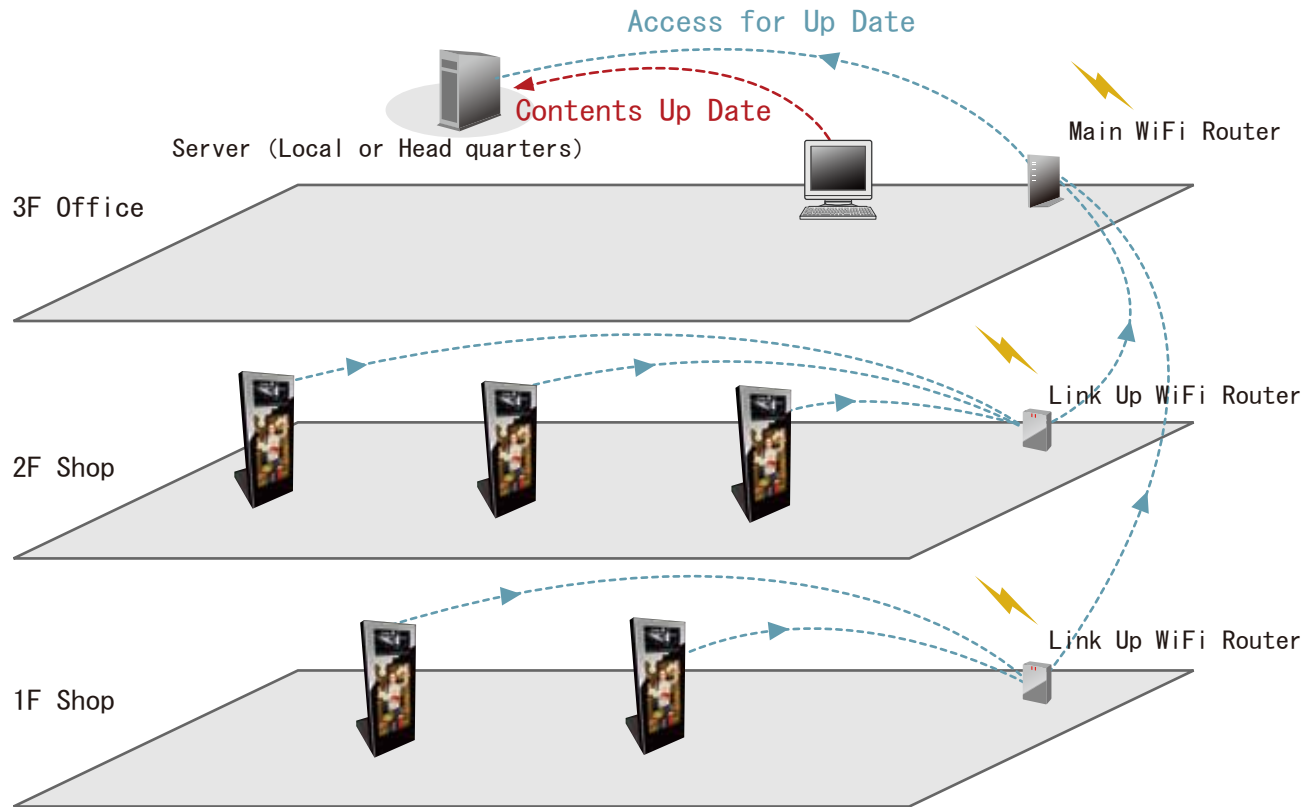 Access for Up Date
Contents Up Date
Main WiFi Router
Server (Local or Head quarters)
3F Office
Link Up WiFi Router
2F Shop
Link Up WiFi Router
1F Shop